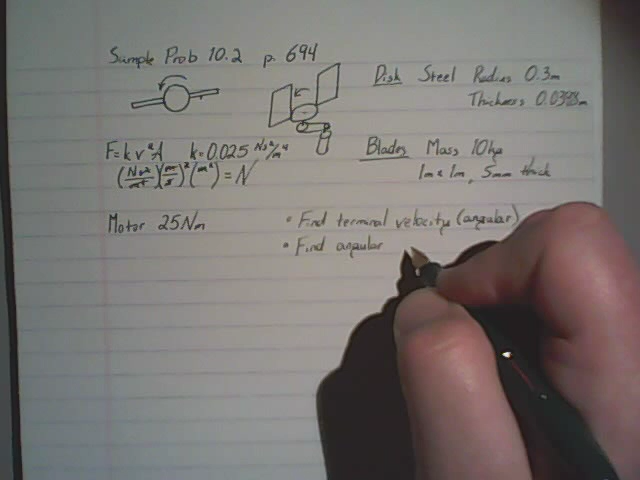 Sample Prob 10.2 p. 694
Disk Steel Radius 0.3m
Thickness 0.0398m
F=kv²A k=0.025 Ns²/m⁴
(Ns²/m⁴)(m/s)²(m²)=N
Blades Mass 10kg
1m x 1m, 5mm thick
Motor 25Nm
• Find terminal velocity (angular)
• Find angular